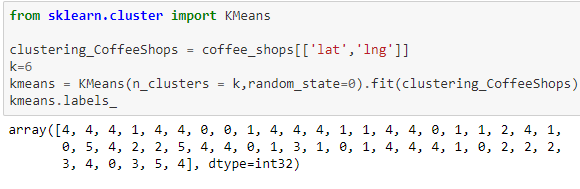 from sklearn.cluster import KMeans
clustering_CoffeeShops = coffee_shops[['lat','lng']]
k=6
kmeans = KMeans(n_clusters = k,random_state=0).fit(clustering_CoffeeShops)
kmeans.labels_
array([4, 4, 4, 1, 4, 4, 0, 0, 1, 4, 4, 4, 1, 1, 4, 4, 0, 1, 1, 2, 4, 1,
0, 5, 4, 2, 2, 5, 4, 4, 0, 1, 3, 1, 0, 1, 4, 4, 4, 1, 0, 2, 2, 2,
3, 4, 0, 3, 5, 4], dtype=int32)